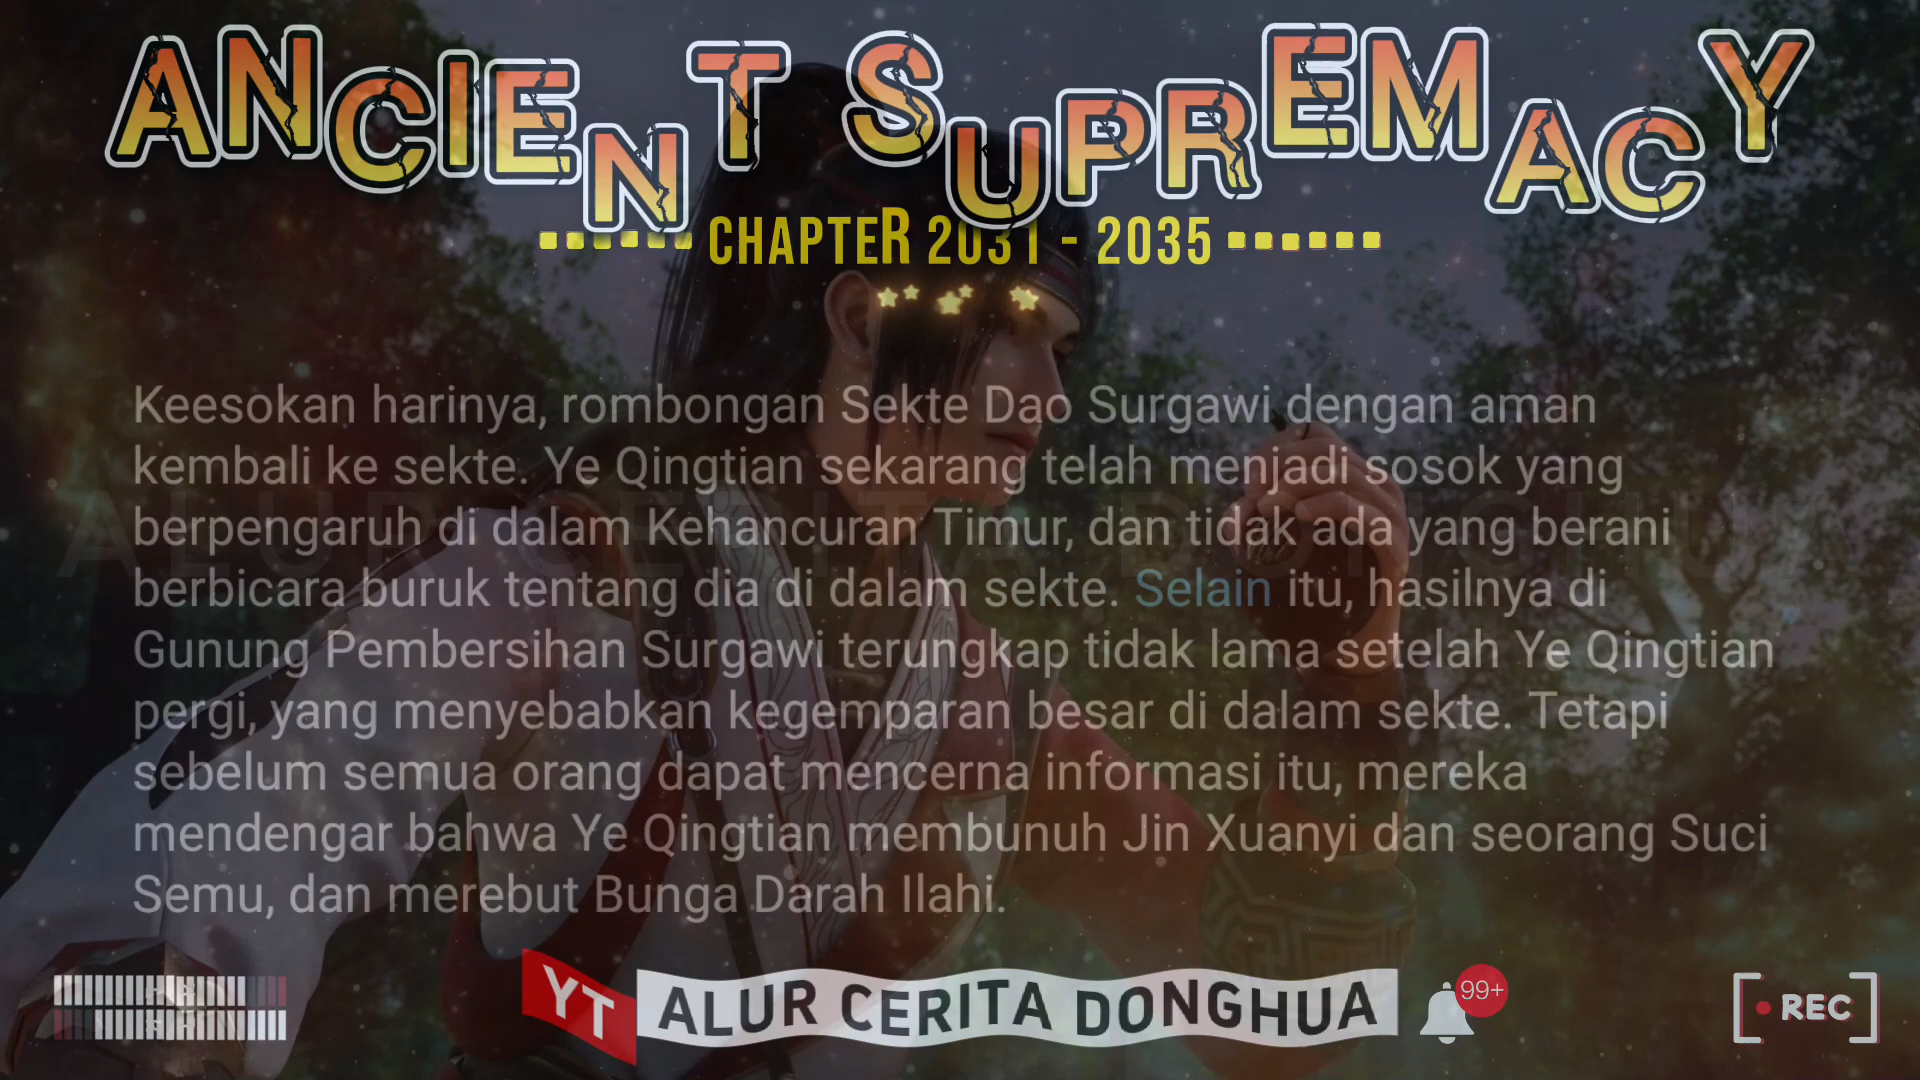 ANCIENT SUPREMACY
CHAPTER 2031 - 2035
Keesokan harinya, rombongan Sekte Dao Surgawi dengan aman
kembali ke sekte. Ye Qingtian sekarang telah menjadi sosok yang
berpengaruh di dalam Kehancuran Timur, dan tidak ada yang berani
berbicara buruk tentang dia di dalam sekte. Selain itu, hasilnya di
Gunung Pembersihan Surgawi terungkap tidak lama setelah Ye Qingtian
pergi, yang menyebabkan kegemparan besar di dalam sekte. Tetapi
sebelum semua orang dapat mencerna informasi itu, mereka
mendengar bahwa Ye Qingtian membunuh Jin Xuanyi dan seorang Suci
Semu, dan merebut Bunga Darah Ilahi.
YT ALUR CERITA DONGHUA
99+
REC